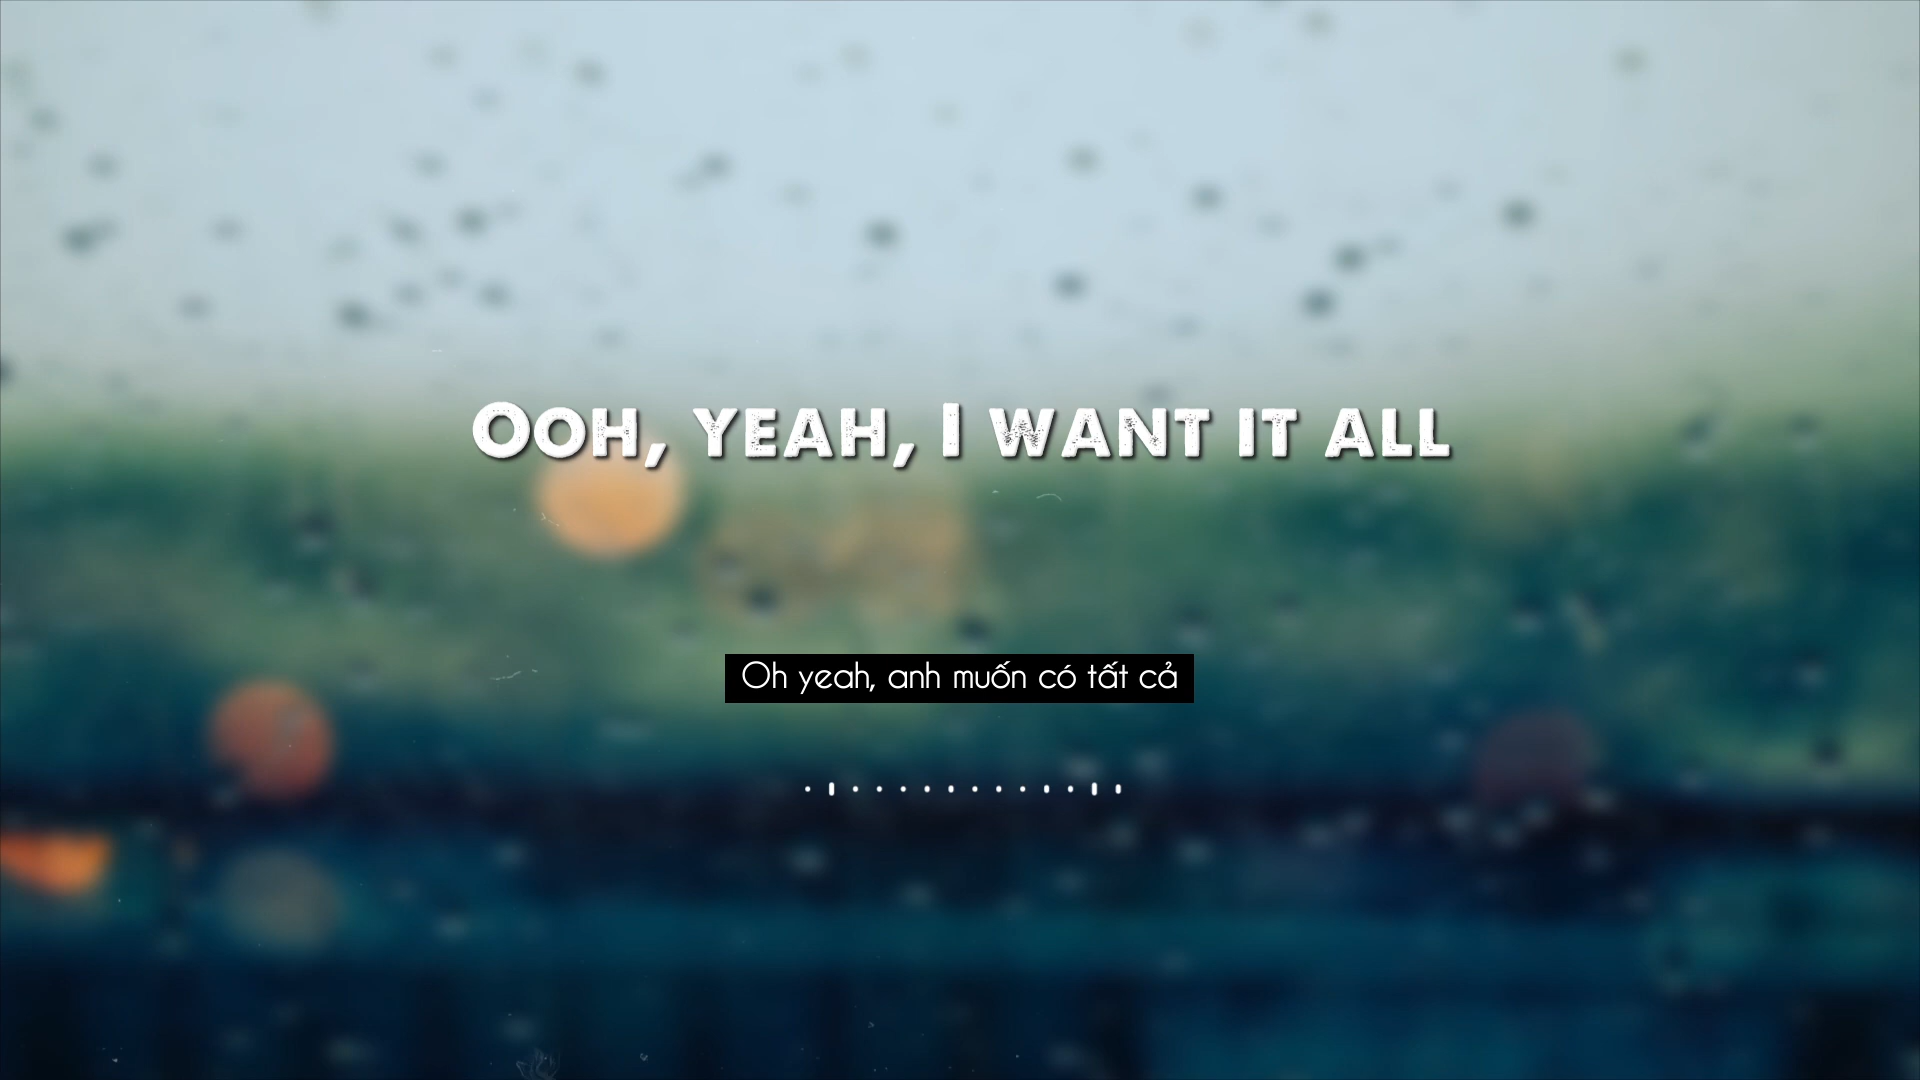 Ooh, yeah, I want it all
Oh yeah, anh muốn có tất cả